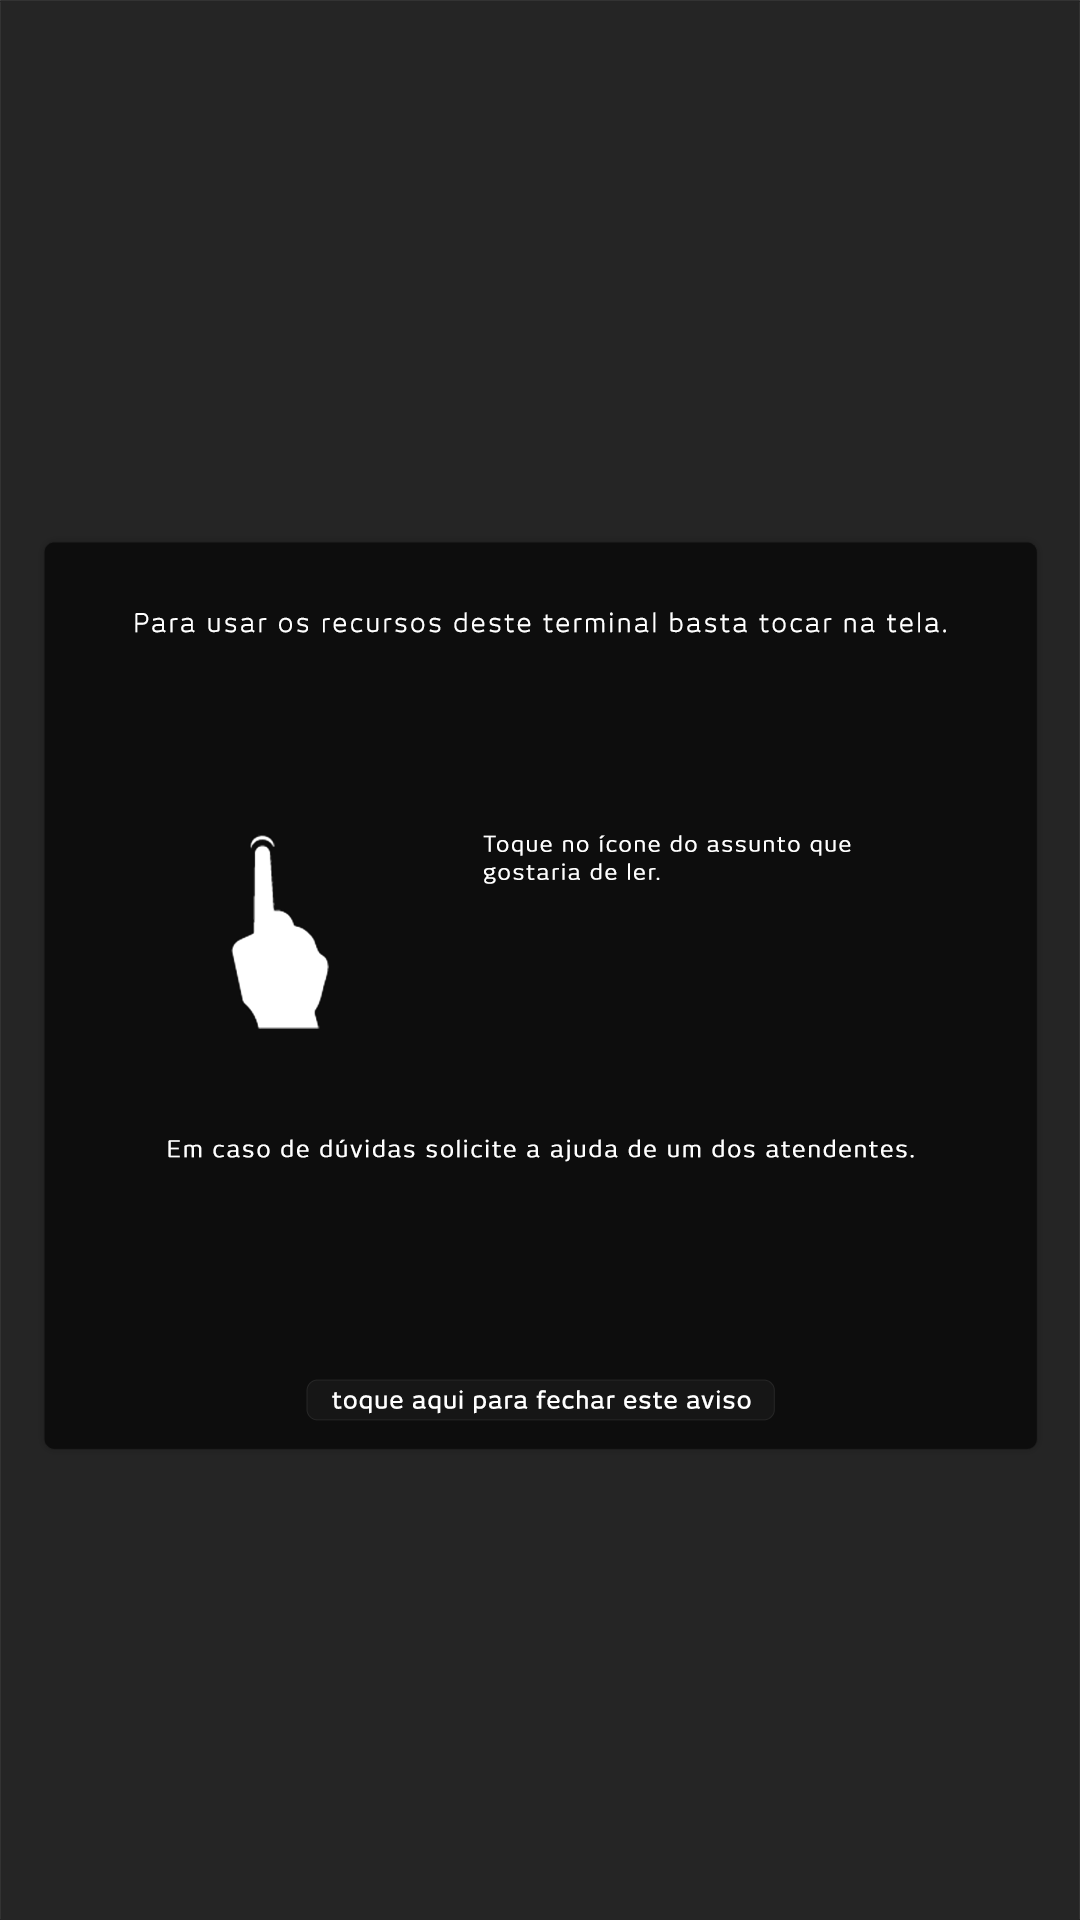 Para usar os recursos deste terminal basta tocar na tela.
Toque no ícone do assunto que
gostaria de ler.
Em caso de dúvidas solicite a ajuda de um dos atendentes.
toque aqui para fechar este aviso